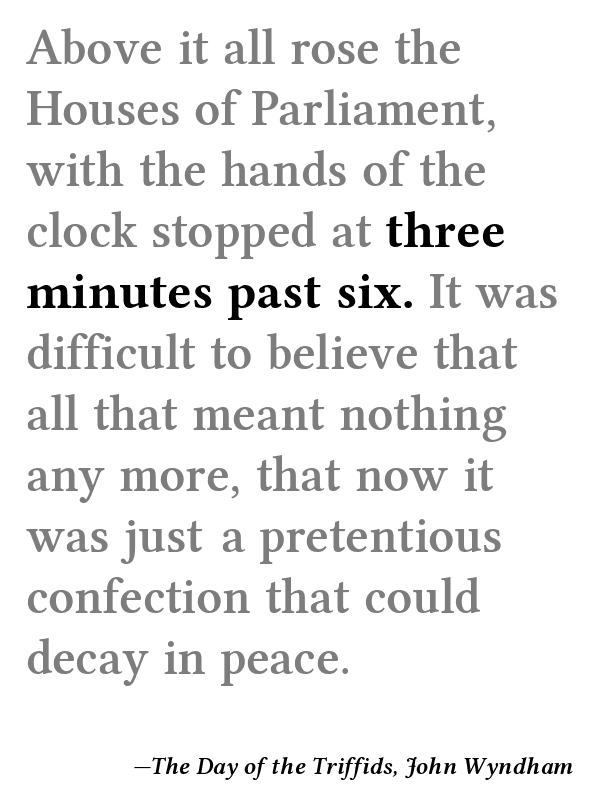 Above it all rose the
Houses of Parliament,
with the hands of the
clock stopped at three
minutes past six. It was
difficult to believe that
all that meant nothing
any more, that now it
was just a pretentious
confection that could
decay in peace.
—The Day of the Triffids, John Wyndham